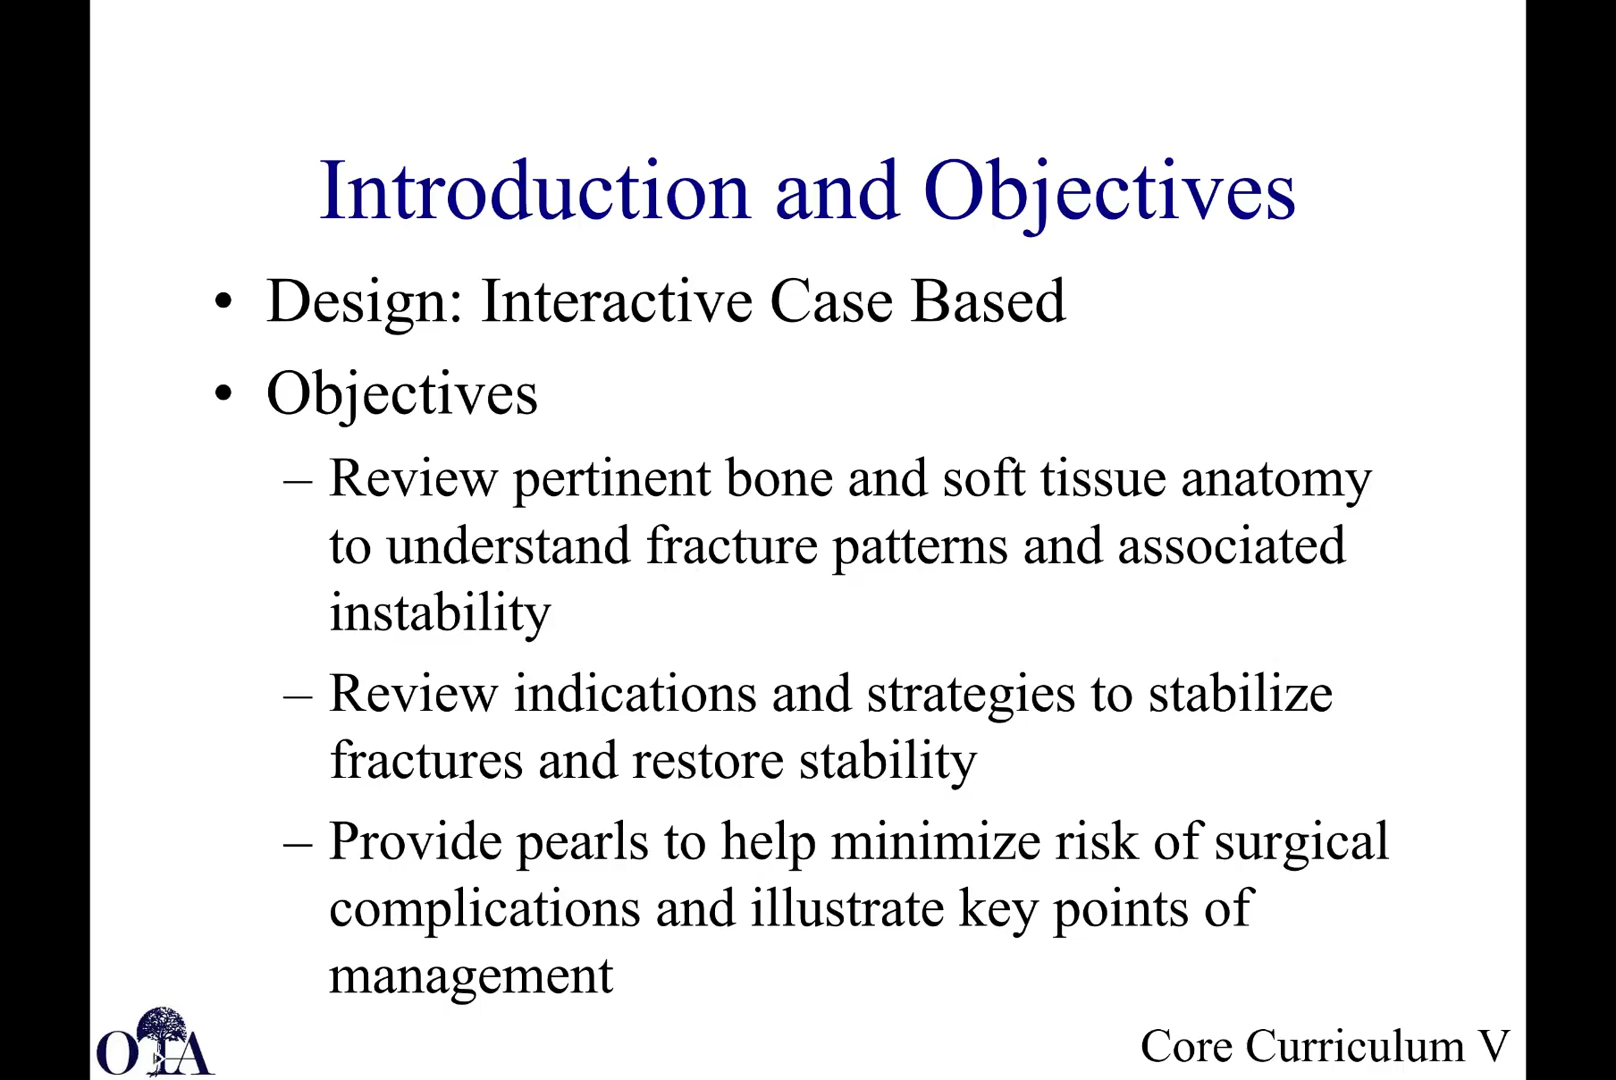 Introduction and Objectives
• Design: Interactive Case Based
• Objectives
– Review pertinent bone and soft tissue anatomy
to understand fracture patterns and associated
instability
– Review indications and strategies to stabilize
fractures and restore stability
– Provide pearls to help minimize risk of surgical
complications and illustrate key points of
management
OTA
Core Curriculum V